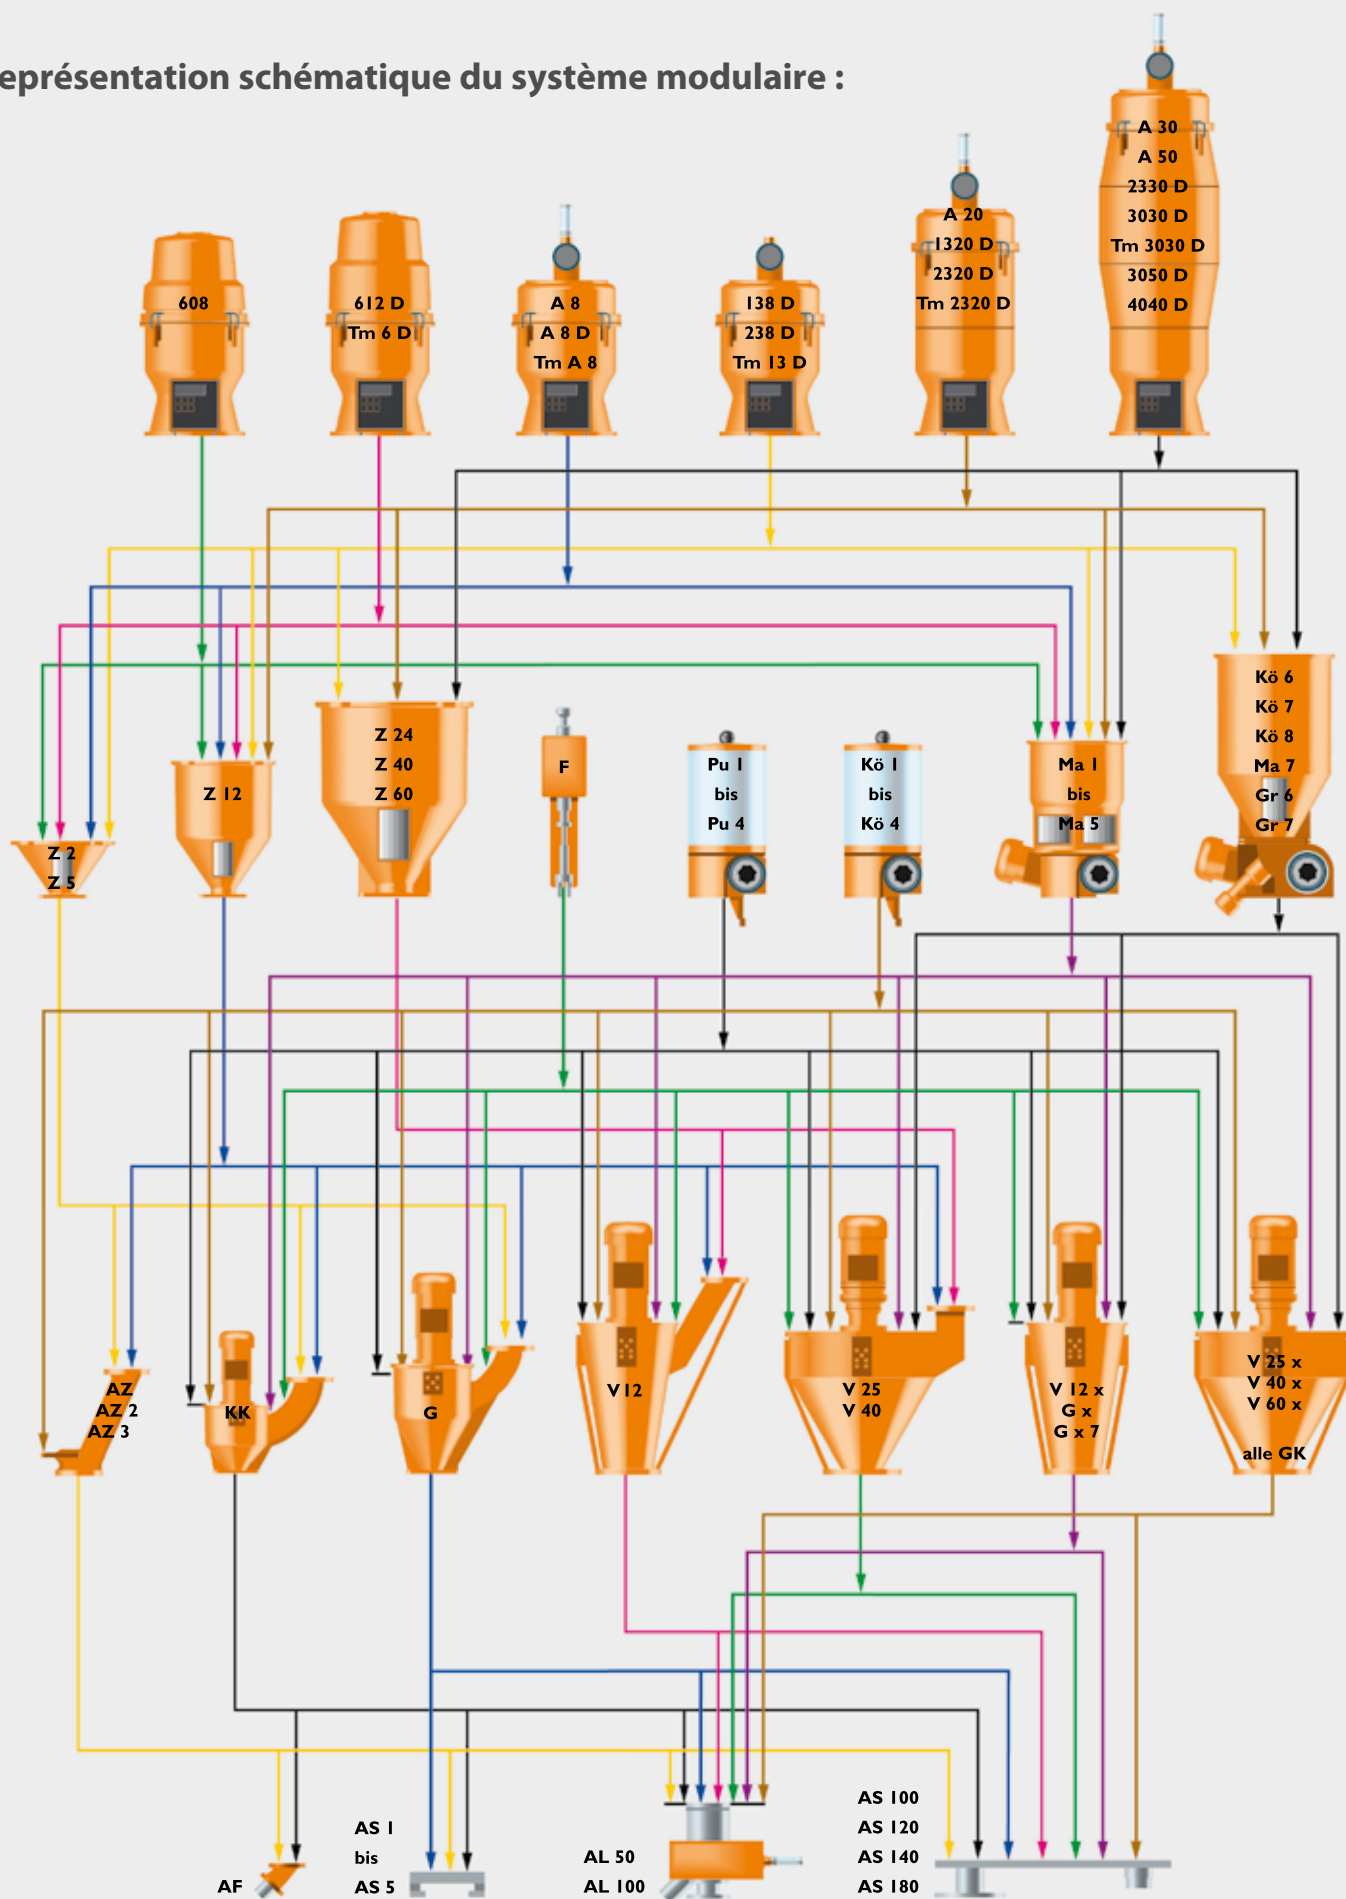 eprésentation schématique du système modulaire :
A 30
A 50
2330 D
3030 D
Tm 3030 D
3050 D
4040 D
A 20
1320 D
2320 D
Tm 2320 D
608
612 D
Tm 6 D
A 8
A 8 D
Tm A 8
138 D
238 D
Tm 13 D
Z 2
Z 5
Z 12
Z 24
Z 40
Z 60
F
Pu 1
bis
Pu 4
Kö 1
bis
Kö 4
Ma 1
bis
Ma 5
Kö 6
Kö 7
Kö 8
Ma 7
Gr 6
Gr 7
AZ
AZ 2
AZ 3
KK
G
V 12
V 25
V 40
V 12 x
G x
G x 7
V 25 x
V 40 x
V 60 x
alle GK
AF
AS 1
bis
AS 5
AL 50
AL 100
AS 100
AS 120
AS 140
AS 180